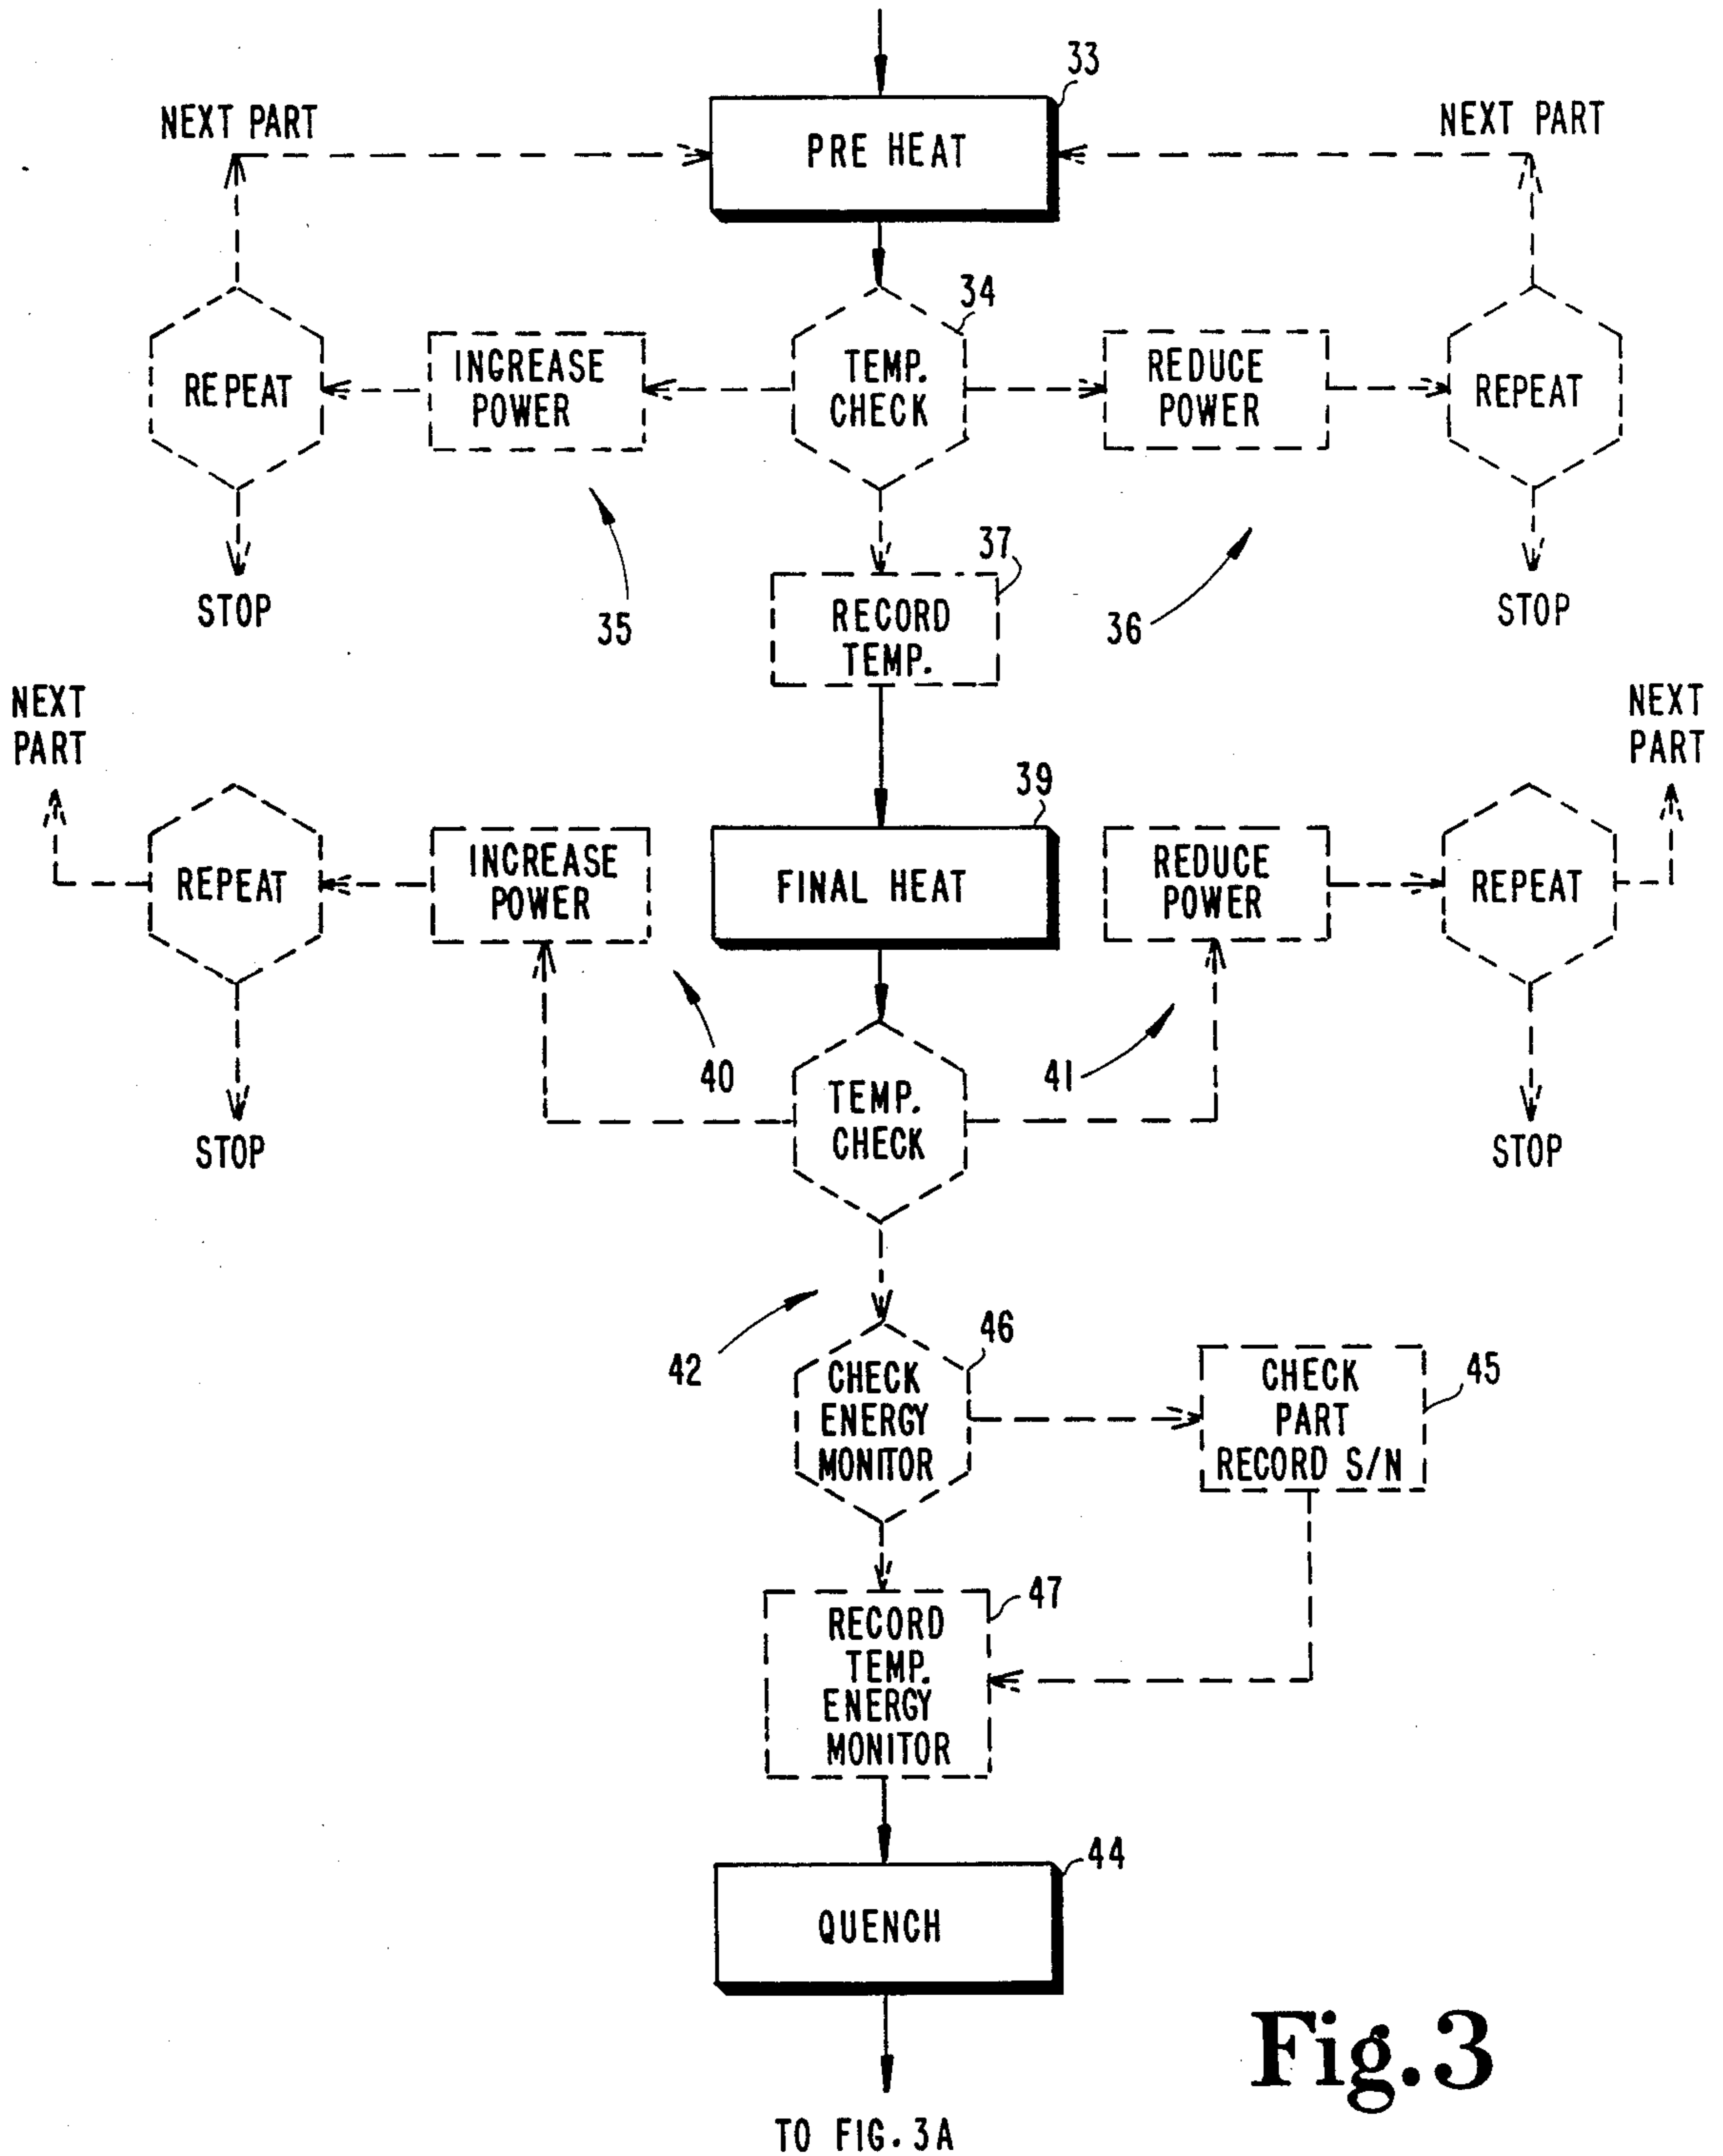 33
NEXT PART
PRE HEAT
NEXT PART
34
REPEAT
INCREASE
POWER
TEMP.
CHECK
REDUCE
POWER
REPEAT
37
STOP
35
RECORD
TEMP.
36
STOP
NEXT
PART
NEXT
PART
39
REPEAT
INCREASE
POWER
FINAL HEAT
REDUCE
POWER
REPEAT
40
41
TEMP.
CHECK
STOP
STOP
42
46
CHECK
ENERGY
MONITOR
CHECK
PART
RECORD S/N
45
47
RECORD
TEMP.
ENERGY
MONITOR
44
QUENCH
Fig.3
TO FIG. 3A